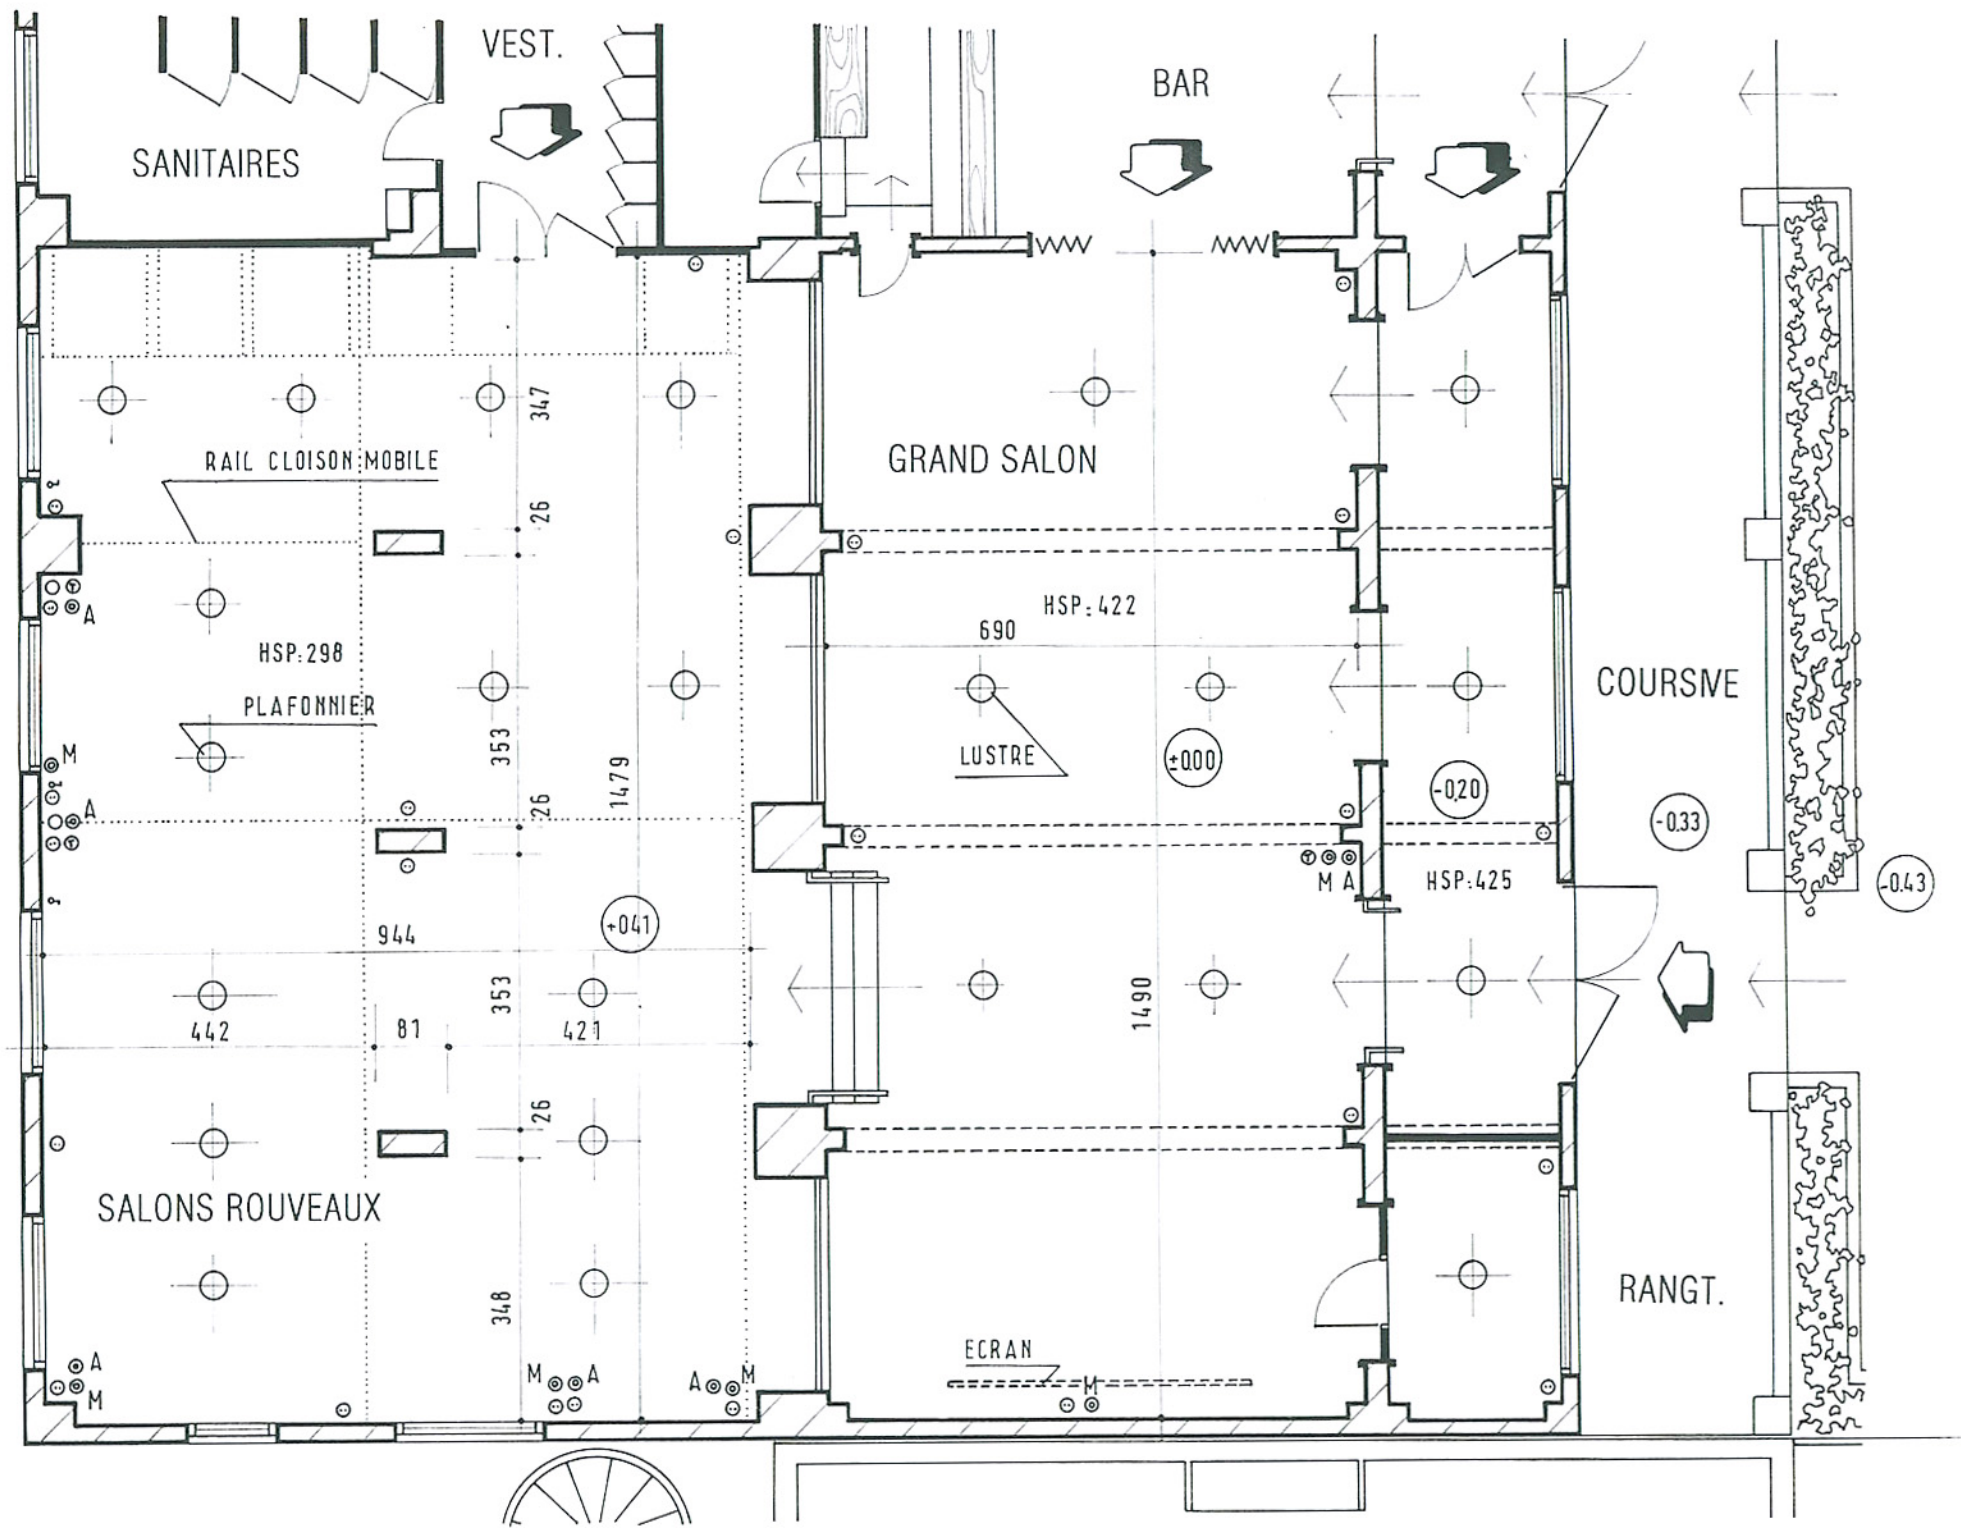 VEST.
BAR
SANITAIRES
347
RAIL CLOISON MOBILE
GRAND SALON
26
A
HSP:422
690
HSP:298
COURSIVE
PLAFONNIER
M
353
1479
LUSTRE
±0.00
-0,20
A
26
-0.33
M A
HSP:425
-0.43
944
+041
353
1490
442
81
421
26
SALONS ROUVEAUX
RANGT.
348
ECRAN
A
M
A
A
M
M
M